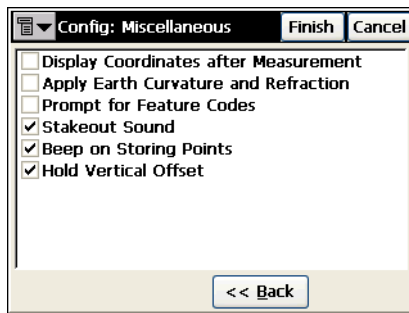 Config: Miscellaneous Finish Cancel
Display Coordinates after Measurement
Apply Earth Curvature and Refraction
Prompt for Feature Codes
Stakeout Sound
Beep on Storing Points
Hold Vertical Offset
<< Back